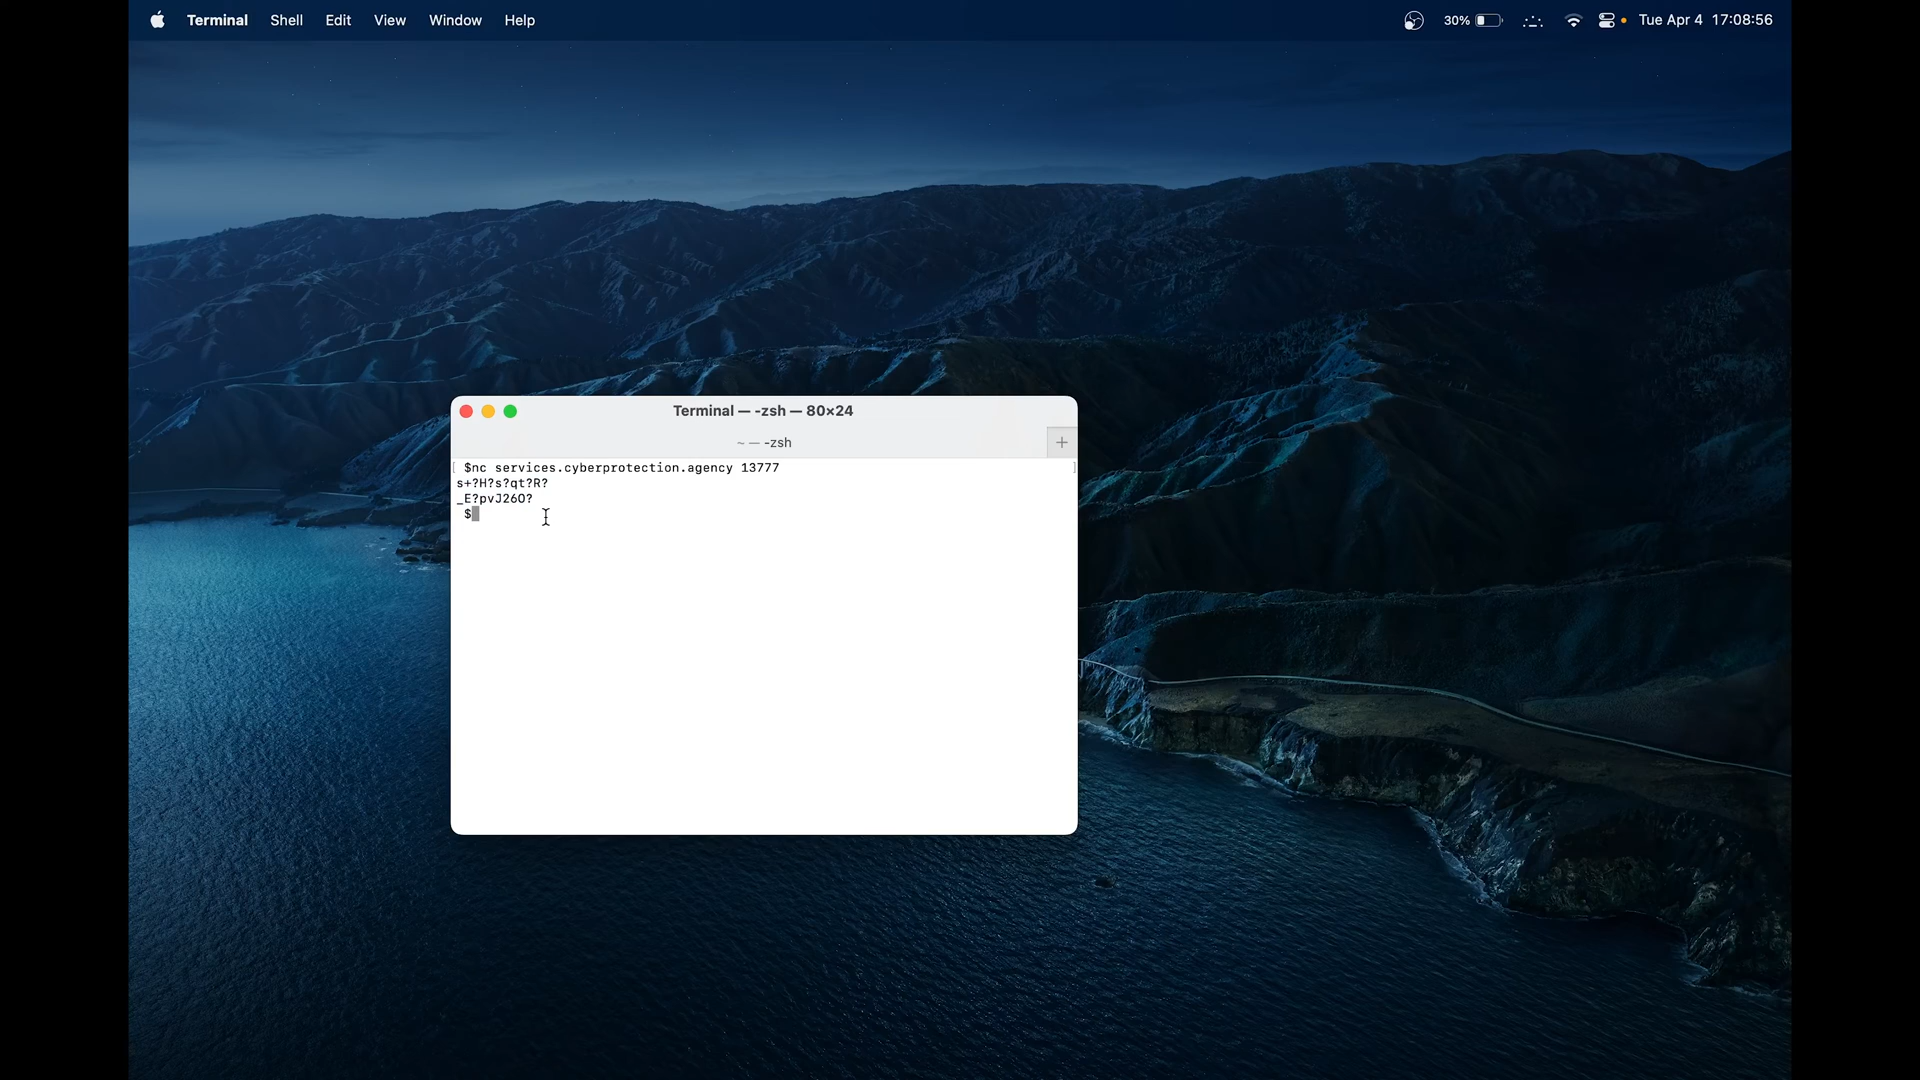 Terminal Shell Edit View Window Help 30% Tue Apr 4 17:08:56
Terminal — -zsh — 80×24
~ — -zsh +
[ $nc services.cyberprotection.agency 13777 ]
s+?H?s?qt?R?
_E?pvJ26O?
$